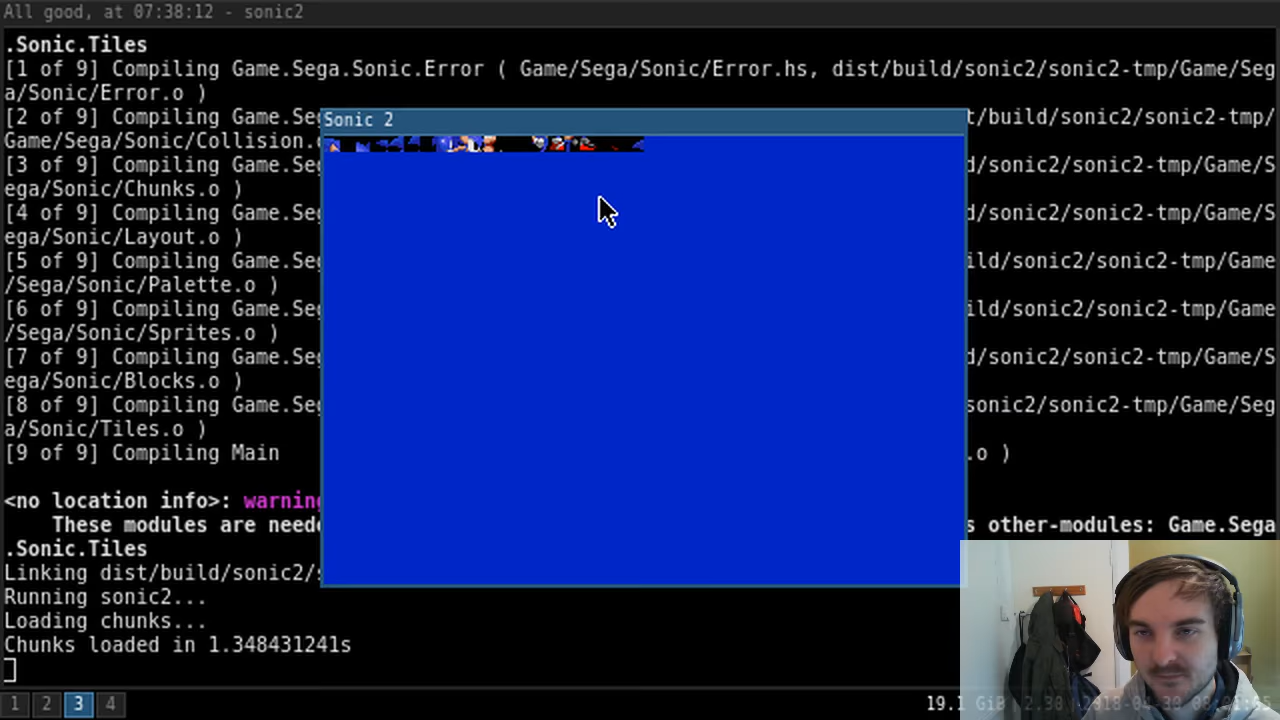 All good, at 07:38:12 - sonic2
.Sonic.Tiles
[1 of 9] Compiling Game.Sega.Sonic.Error ( Game/Sega/Sonic/Error.hs, dist/build/sonic2/sonic2-tmp/Game/Seg
a/Sonic/Error.o )
[2 of 9] Compiling Game.Se t/build/sonic2/sonic2-tmp/
Sonic 2
Game/Sega/Sonic/Collision.
[3 of 9] Compiling Game.Se d/sonic2/sonic2-tmp/Game/S
ega/Sonic/Chunks.o )
[4 of 9] Compiling Game.Se d/sonic2/sonic2-tmp/Game/S
ega/Sonic/Layout.o )
[5 of 9] Compiling Game.Se ild/sonic2/sonic2-tmp/Game
/Sega/Sonic/Palette.o )
[6 of 9] Compiling Game.Se ild/sonic2/sonic2-tmp/Game
/Sega/Sonic/Sprites.o )
[7 of 9] Compiling Game.Se d/sonic2/sonic2-tmp/Game/S
ega/Sonic/Blocks.o )
[8 of 9] Compiling Game.Se sonic2/sonic2-tmp/Game/Seg
a/Sonic/Tiles.o )
[9 of 9] Compiling Main .o )
<no location info>: warnin
These modules are need s other-modules: Game.Sega
.Sonic.Tiles
Linking dist/build/sonic2/
Running sonic2...
Loading chunks...
Chunks loaded in 1.348431241s
1 2 3 4 19.1 GiB